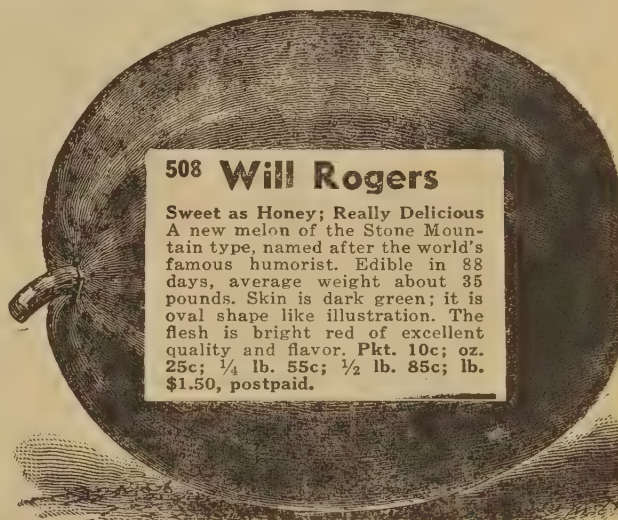 508 Will Rogers
Sweet as Honey; Really Delicious
A new melon of the Stone Moun-
tain type, named after the world's
famous humorist. Edible in 88
days, average weight about 35
pounds. Skin is dark green; it is
oval shape like illustration. The
flesh is bright red of excellent
quality and flavor. Pkt. 10c; oz.
25c; ¼ lb. 55c; ½ lb. 85c; lb.
$1.50, postpaid.